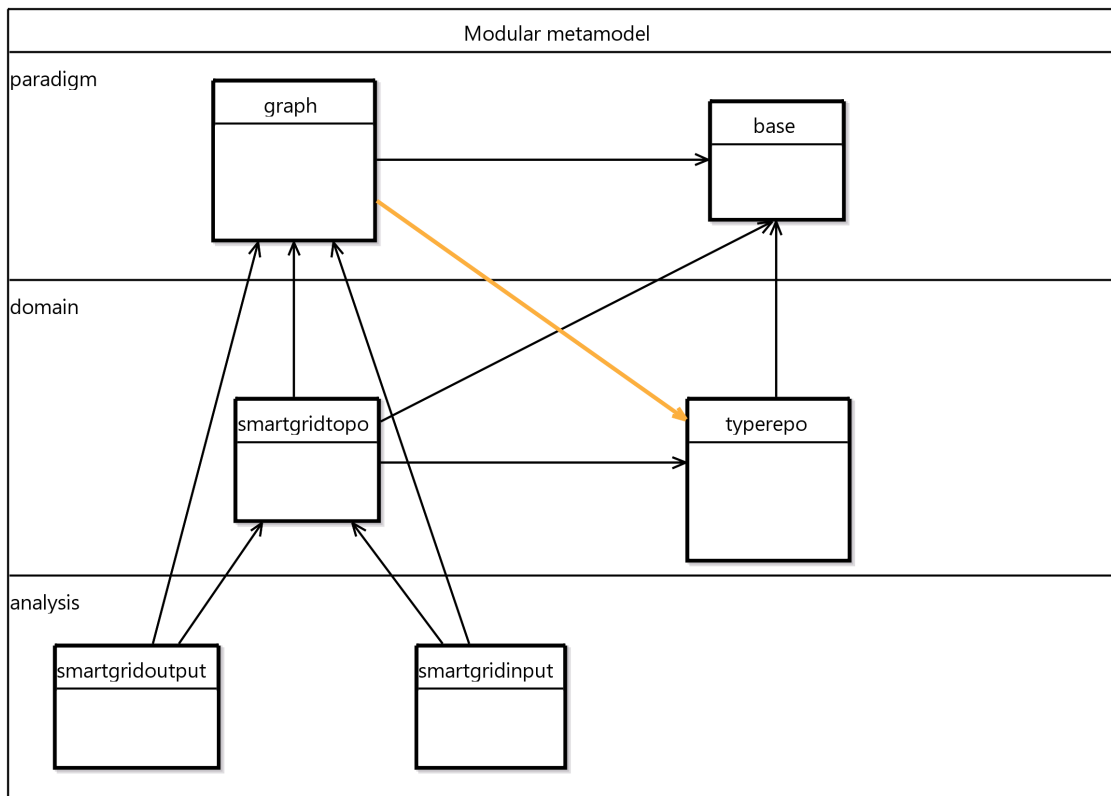 Modular metamodel
paradigm
graph
base
domain
smartgridtopo
typerepo
analysis
smartgridoutput
smartgridinput